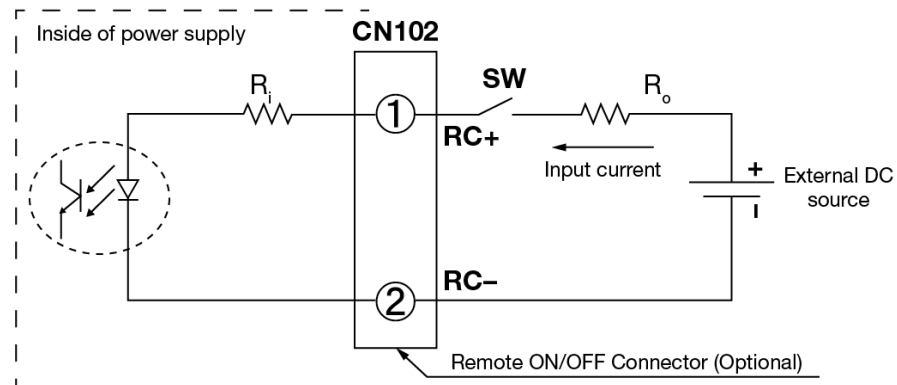 Inside of power supply
CN102
Ri
①
SW
Ro
RC+
Input current
+
External DC
source
−
②
RC−
Remote ON/OFF Connector (Optional)